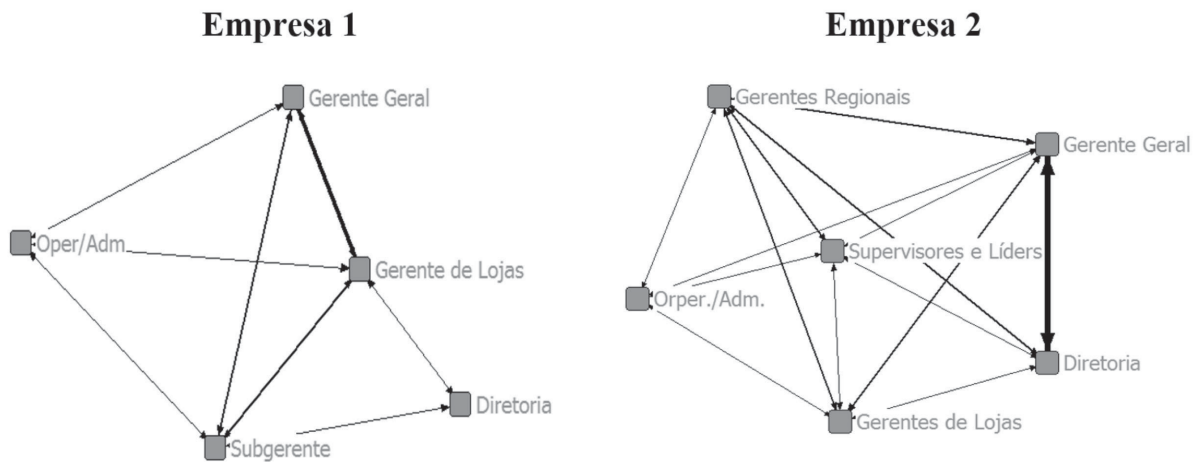 Empresa 1
Gerente Geral
Oper/Adm.
Gerente de Lojas
Diretoria
Subgerente
Empresa 2
Gerentes Regionais
Gerente Geral
Supervisores e Líders
Orper./Adm.
Diretoria
Gerentes de Lojas